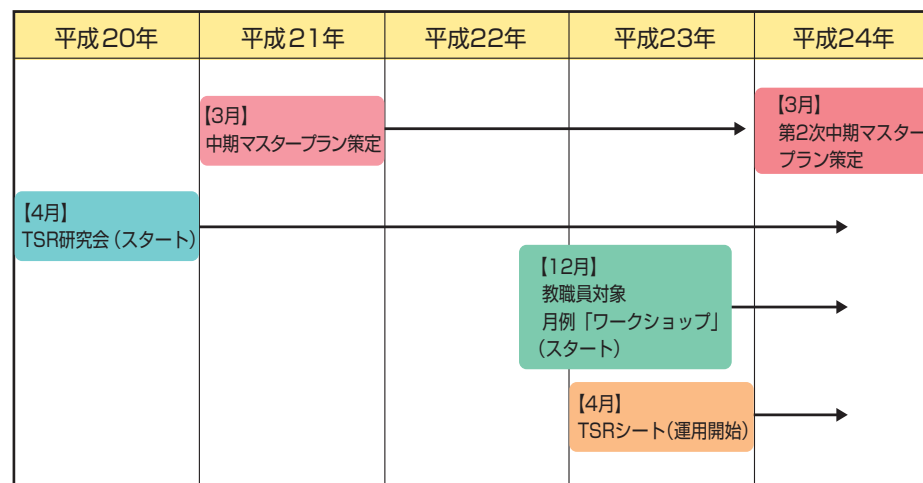 平成20年
平成21年
平成22年
平成23年
平成24年
【3月】
中期マスタープラン策定
【3月】
第2次中期マスター
プラン策定
【4月】
TSR研究会(スタート)
【12月】
教職員対象
月例「ワークショップ」
(スタート)
【4月】
TSRシート(運用開始)